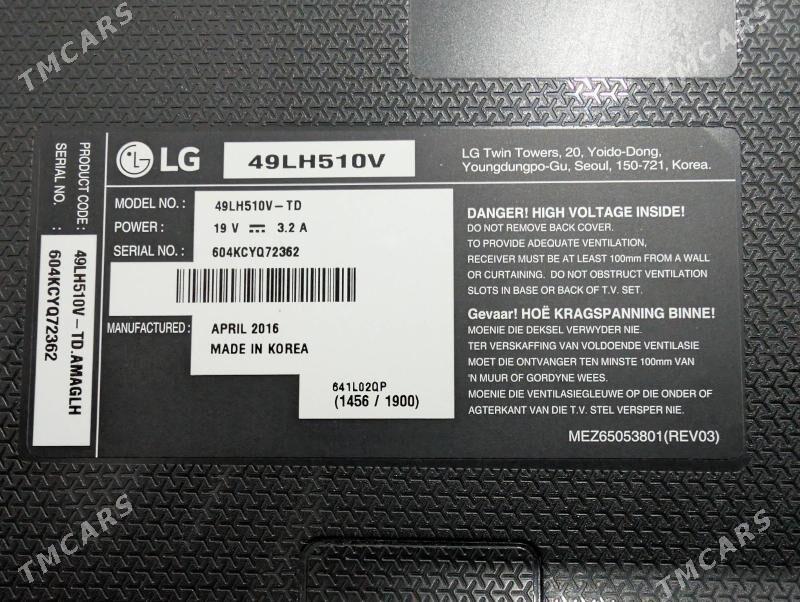 TMCARS
TMCARS
LG
49LH510V
LG Twin Towers, 20, Yoido-Dong,
Youngdungpo-Gu, Seoul, 150-721, Korea.
PRODUCT CODE :
SERIAL NO. :
49LH510V - TD.AMAGLH
604KCYQ72362
MODEL NO. : 49LH510V-TD
POWER : 19 V ⎓ 3.2 A
SERIAL NO. : 604KCYQ72362
MANUFACTURED : APRIL 2016
MADE IN KOREA
641L02QP
(1456 / 1900)
DANGER! HIGH VOLTAGE INSIDE!
DO NOT REMOVE BACK COVER.
TO PROVIDE ADEQUATE VENTILATION,
RECEIVER MUST BE AT LEAST 100mm FROM A WALL
OR CURTAINING. DO NOT OBSTRUCT VENTILATION
SLOTS IN BASE OR BACK OF T.V. SET.
Gevaar! HOË KRAGSPANNING BINNE!
MOENIE DIE DEKSEL VERWYDER NIE.
TER VERSKAFFING VAN VOLDOENDE VENTILASIE
MOET DIE ONTVANGER TEN MINSTE 100mm VAN
'N MUUR OF GORDYNE WEES.
MOENIE DIE VENTILASIEGLEUWE OP DIE ONDER OF
AGTERKANT VAN DIE T.V. STEL VERSPER NIE.
MEZ65053801(REV03)
TMCARS
TMCARS